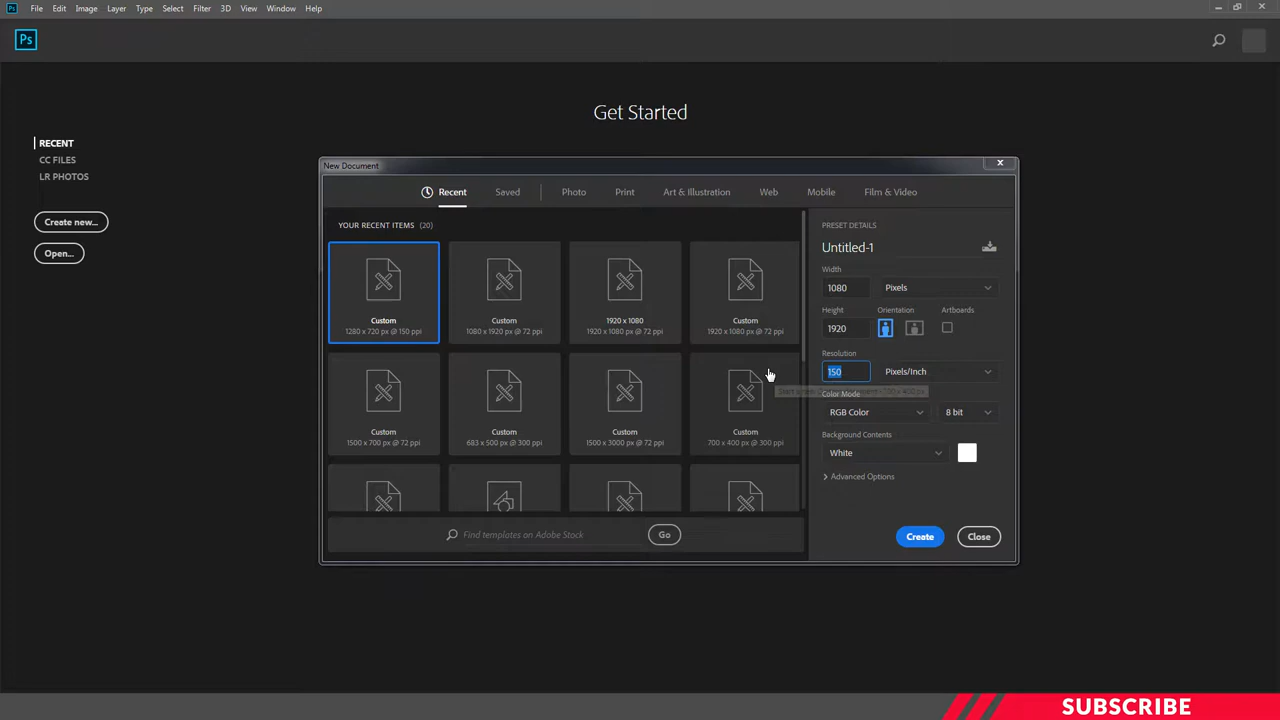 Ps File Edit Image Layer Type Select Filter 3D View Window Help
Ps
Get Started
RECENT
CC FILES
LR PHOTOS
Create new...
Open...
New Document
Recent Saved Photo Print Art & Illustration Web Mobile Film & Video
YOUR RECENT ITEMS (20)
Custom
1280 x 720 px @ 150 ppi
Custom
1080 x 1920 px @ 72 ppi
1920 x 1080
1920 x 1080 px @ 72 ppi
Custom
1920 x 1080 px @ 72 ppi
Custom
1500 x 700 px @ 72 ppi
Custom
683 x 500 px @ 300 ppi
Custom
1500 x 3000 px @ 72 ppi
Custom
700 x 400 px @ 300 ppi
Find templates on Adobe Stock
Go
PRESET DETAILS
Untitled-1
Width
1080 Pixels
Height Orientation Artboards
1920
Resolution
150 Pixels/Inch
Color Mode
RGB Color 8 bit
Background Contents
White
Advanced Options
Create Close
SUBSCRIBE